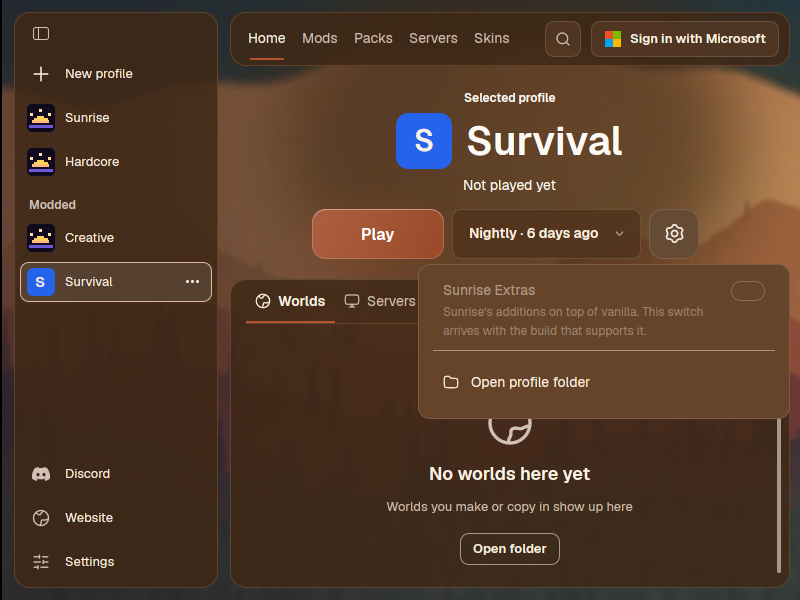 New profile
Sunrise
Hardcore
Modded
Creative
S Survival
Discord
Website
Settings
Home Mods Packs Servers Skins
Sign in with Microsoft
Selected profile
S Survival
Not played yet
Play
Nightly · 6 days ago
Worlds Servers
Sunrise Extras
Sunrise's additions on top of vanilla. This switch
arrives with the build that supports it.
Open profile folder
No worlds here yet
Worlds you make or copy in show up here
Open folder